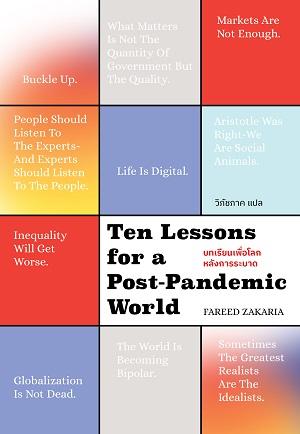 Buckle Up.
What Matters
Is Not The
Quantity Of
Government But
The Quality.
Markets Are
Not Enough.
People Should
Listen To
The Experts-
And Experts
Should Listen
To The People.
Life Is Digital.
Aristotle Was
Right-We
Are Social
Animals.
วิภัชภาค แปล
Inequality
Will Get
Worse.
Ten Lessons
for a
Post-Pandemic
World
บทเรียนเพื่อโลก
หลังการระบาด
FAREED ZAKARIA
Globalization
Is Not Dead.
The World Is
Becoming
Bipolar.
Sometimes
The Greatest
Realists
Are The
Idealists.